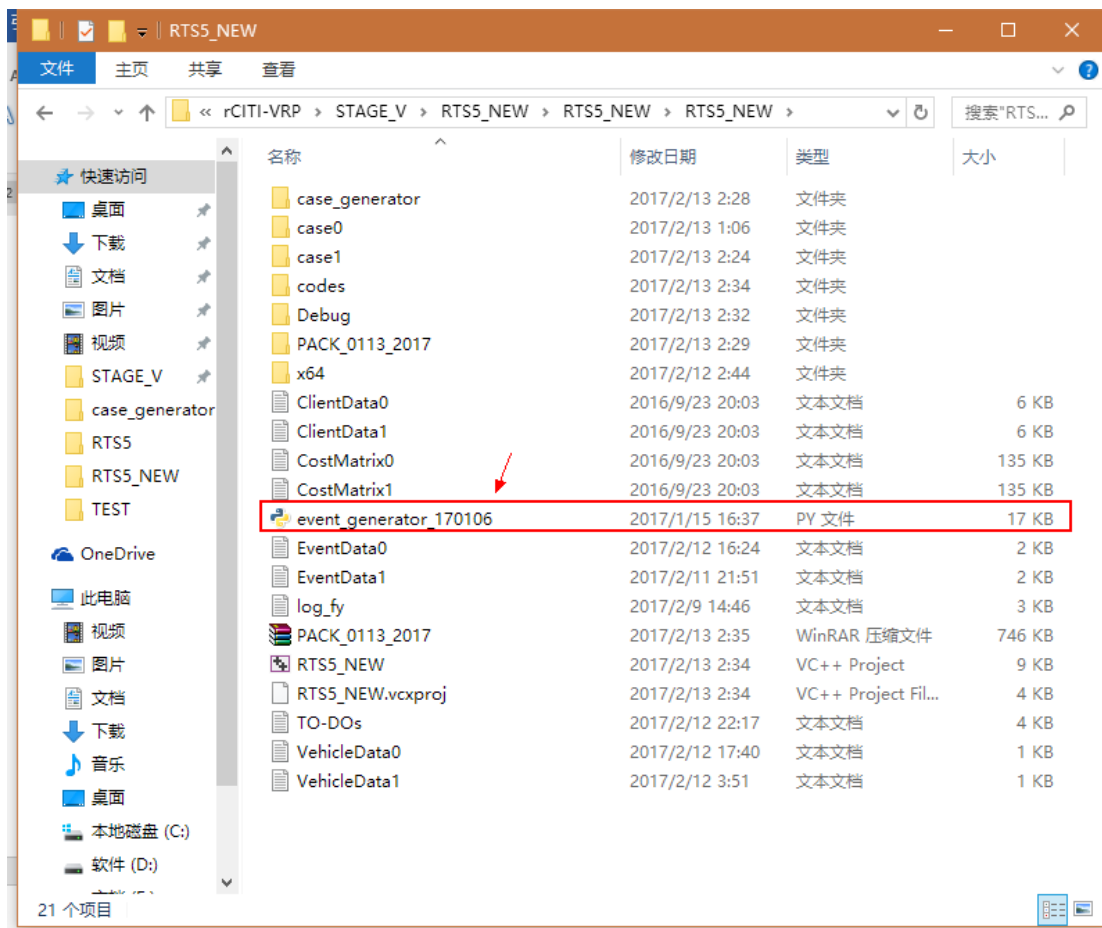 RTS5_NEW
文件 主页 共享 查看
« rCITI-VRP › STAGE_V › RTS5_NEW › RTS5_NEW › RTS5_NEW › 搜索"RTS...
名称 修改日期 类型 大小
快速访问
桌面
下载
文档
图片
视频
STAGE_V
case_generator
RTS5
RTS5_NEW
TEST
OneDrive
此电脑
视频
图片
文档
下载
音乐
桌面
本地磁盘 (C:)
软件 (D:)
case_generator 2017/2/13 2:28 文件夹
case0 2017/2/13 1:06 文件夹
case1 2017/2/13 2:24 文件夹
codes 2017/2/13 2:34 文件夹
Debug 2017/2/13 2:32 文件夹
PACK_0113_2017 2017/2/13 2:29 文件夹
x64 2017/2/12 2:44 文件夹
ClientData0 2016/9/23 20:03 文本文档 6 KB
ClientData1 2016/9/23 20:03 文本文档 6 KB
CostMatrix0 2016/9/23 20:03 文本文档 135 KB
CostMatrix1 2016/9/23 20:03 文本文档 135 KB
event_generator_170106 2017/1/15 16:37 PY 文件 17 KB
EventData0 2017/2/12 16:24 文本文档 2 KB
EventData1 2017/2/11 21:51 文本文档 2 KB
log_fy 2017/2/9 14:46 文本文档 3 KB
PACK_0113_2017 2017/2/13 2:35 WinRAR 压缩文件 746 KB
RTS5_NEW 2017/2/13 2:34 VC++ Project 9 KB
RTS5_NEW.vcxproj 2017/2/13 2:34 VC++ Project Fil... 4 KB
TO-DOs 2017/2/12 22:17 文本文档 4 KB
VehicleData0 2017/2/12 17:40 文本文档 1 KB
VehicleData1 2017/2/12 3:51 文本文档 1 KB
21 个项目